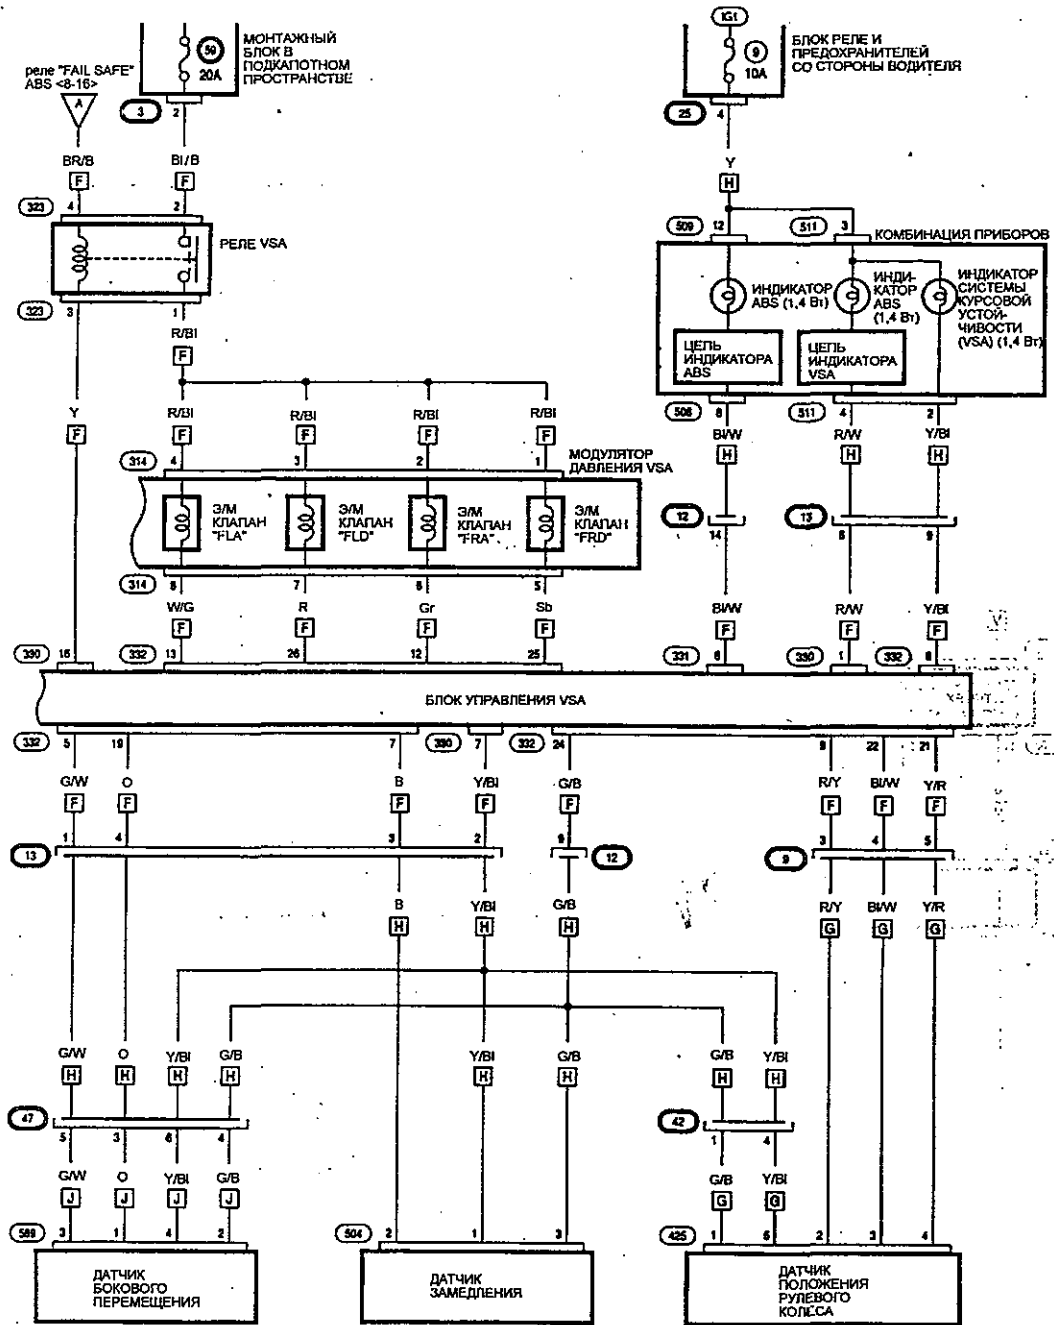 59
20A
МОНТАЖНЫЙ
БЛОК В
ПОДКАПОТНОМ
ПРОСТРАНСТВЕ
реле "FAIL SAFE"
ABS <8-16>
A
3 2
IG1
9
10A
БЛОК РЕЛЕ И
ПРЕДОХРАНИТЕЛЕЙ
СО СТОРОНЫ ВОДИТЕЛЯ
25 4
BR/B Bl/B
F F
Y
H
323 4 2
РЕЛЕ VSA
323 3 1
R/Bl
F
509 12 511 3
КОМБИНАЦИЯ ПРИБОРОВ
ИНДИКАТОР
ABS (1,4 Вт)
ИНДИ-
КАТОР
ABS
(1,4 Вт)
ИНДИКАТОР
СИСТЕМЫ
КУРСОВОЙ
УСТОЙ-
ЧИВОСТИ
(VSA) (1,4 Вт)
ЦЕПЬ
ИНДИКАТОРА
ABS
ЦЕПЬ
ИНДИКАТОРА
VSA
508 8 511 4 2
Y R/Bl R/Bl R/Bl R/Bl
F F F F F
Bl/W R/W Y/Bl
H H H
314 4 3 2 1
МОДУЛЯТОР
ДАВЛЕНИЯ VSA
Э/М
КЛАПАН
"FLA"
Э/М
КЛАПАН
"FLD"
Э/М
КЛАПАН
"FRA"
Э/М
КЛАПАН
"FRD"
12 14 13 8 9
314 8 7 6 5
W/G R Gr Sb
F F F F
Bl/W R/W Y/Bl
F F F
330 16 332 13 26 12 25 331 6 330 1 332 8
БЛОК УПРАВЛЕНИЯ VSA
332 5 19 7 330 7 332 24 9 22 21
G/W O B Y/Bl G/B R/Y Bl/W Y/R
F F F F F F F F
1 4 3 2 9 3 4 5
13 12 9
B Y/Bl G/B R/Y Bl/W Y/R
H H H G G G
G/W O Y/Bl G/B Y/Bl G/B G/B Y/Bl
H H H H H H H H
47 5 3 6 4 42 1 4
G/W O Y/Bl G/B G/B Y/Bl
J J J J G G
589 3 1 4 2 504 2 1 3 425 1 5 2 3 4
ДАТЧИК
БОКОВОГО
ПЕРЕМЕЩЕНИЯ
ДАТЧИК
ЗАМЕДЛЕНИЯ
ДАТЧИК
ПОЛОЖЕНИЯ
РУЛЕВОГО
КОЛЕСА